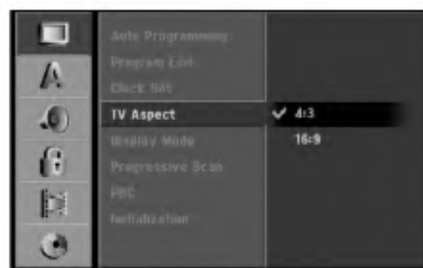 Auto Programming
Program Edit
Clock Set
TV Aspect
✔ 4:3
Display Mode
16:9
Progressive Scan
PBC
Initialization